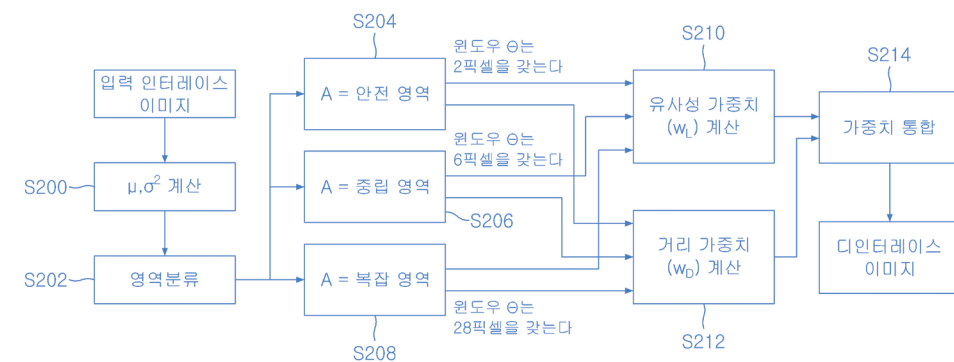 입력 인터레이스
이미지
S200
μ,σ² 계산
S202
영역분류
S204
A = 안전 영역
윈도우 Θ는
2픽셀을 갖는다
A = 중립 영역
S206
윈도우 Θ는
6픽셀을 갖는다
A = 복잡 영역
S208
윈도우 Θ는
28픽셀을 갖는다
S210
유사성 가중치
(wL) 계산
거리 가중치
(wD) 계산
S212
S214
가중치 통합
디인터레이스
이미지